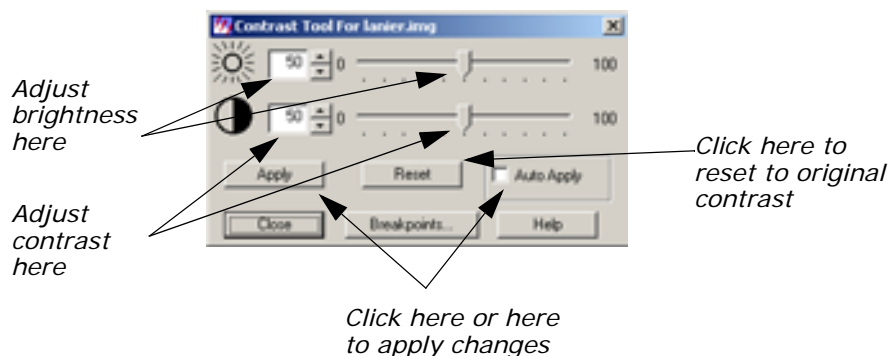 Contrast Tool For lanier.img
50 0 100
50 0 100
Apply Reset Auto Apply
Close Breakpoints... Help
Adjust
brightness
here
Adjust
contrast
here
Click here to
reset to original
contrast
Click here or here
to apply changes